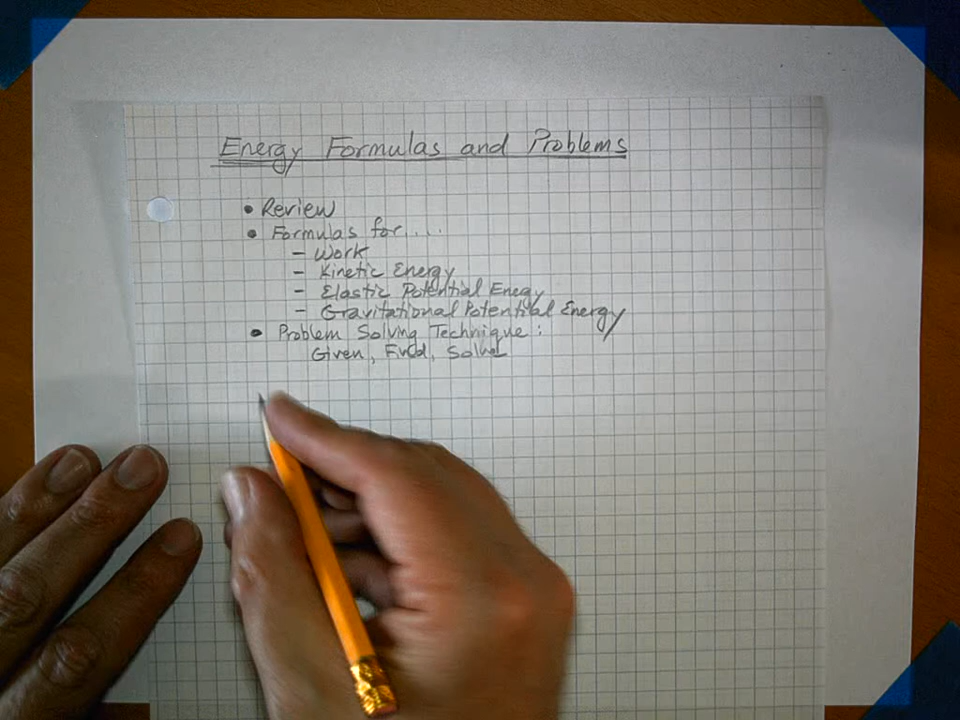 Energy Formulas and Problems
• Review
• Formulas for....
- Work
- Kinetic Energy
- Elastic Potential Energy
- Gravitational Potential Energy
• Problem Solving Technique :
Given, Find, Solve